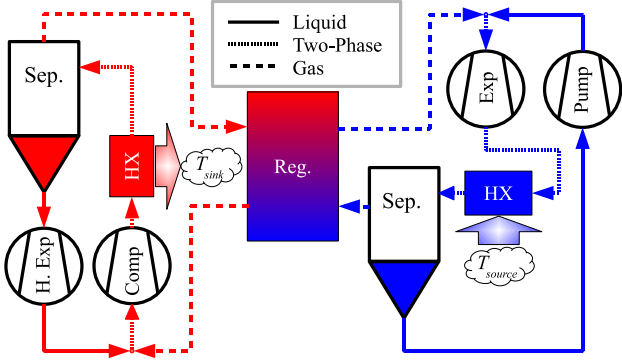 Liquid
Two-Phase
Gas
Sep.
Exp
Pump
HX
T_sink
Reg.
Sep.
HX
H. Exp
Comp
T_source